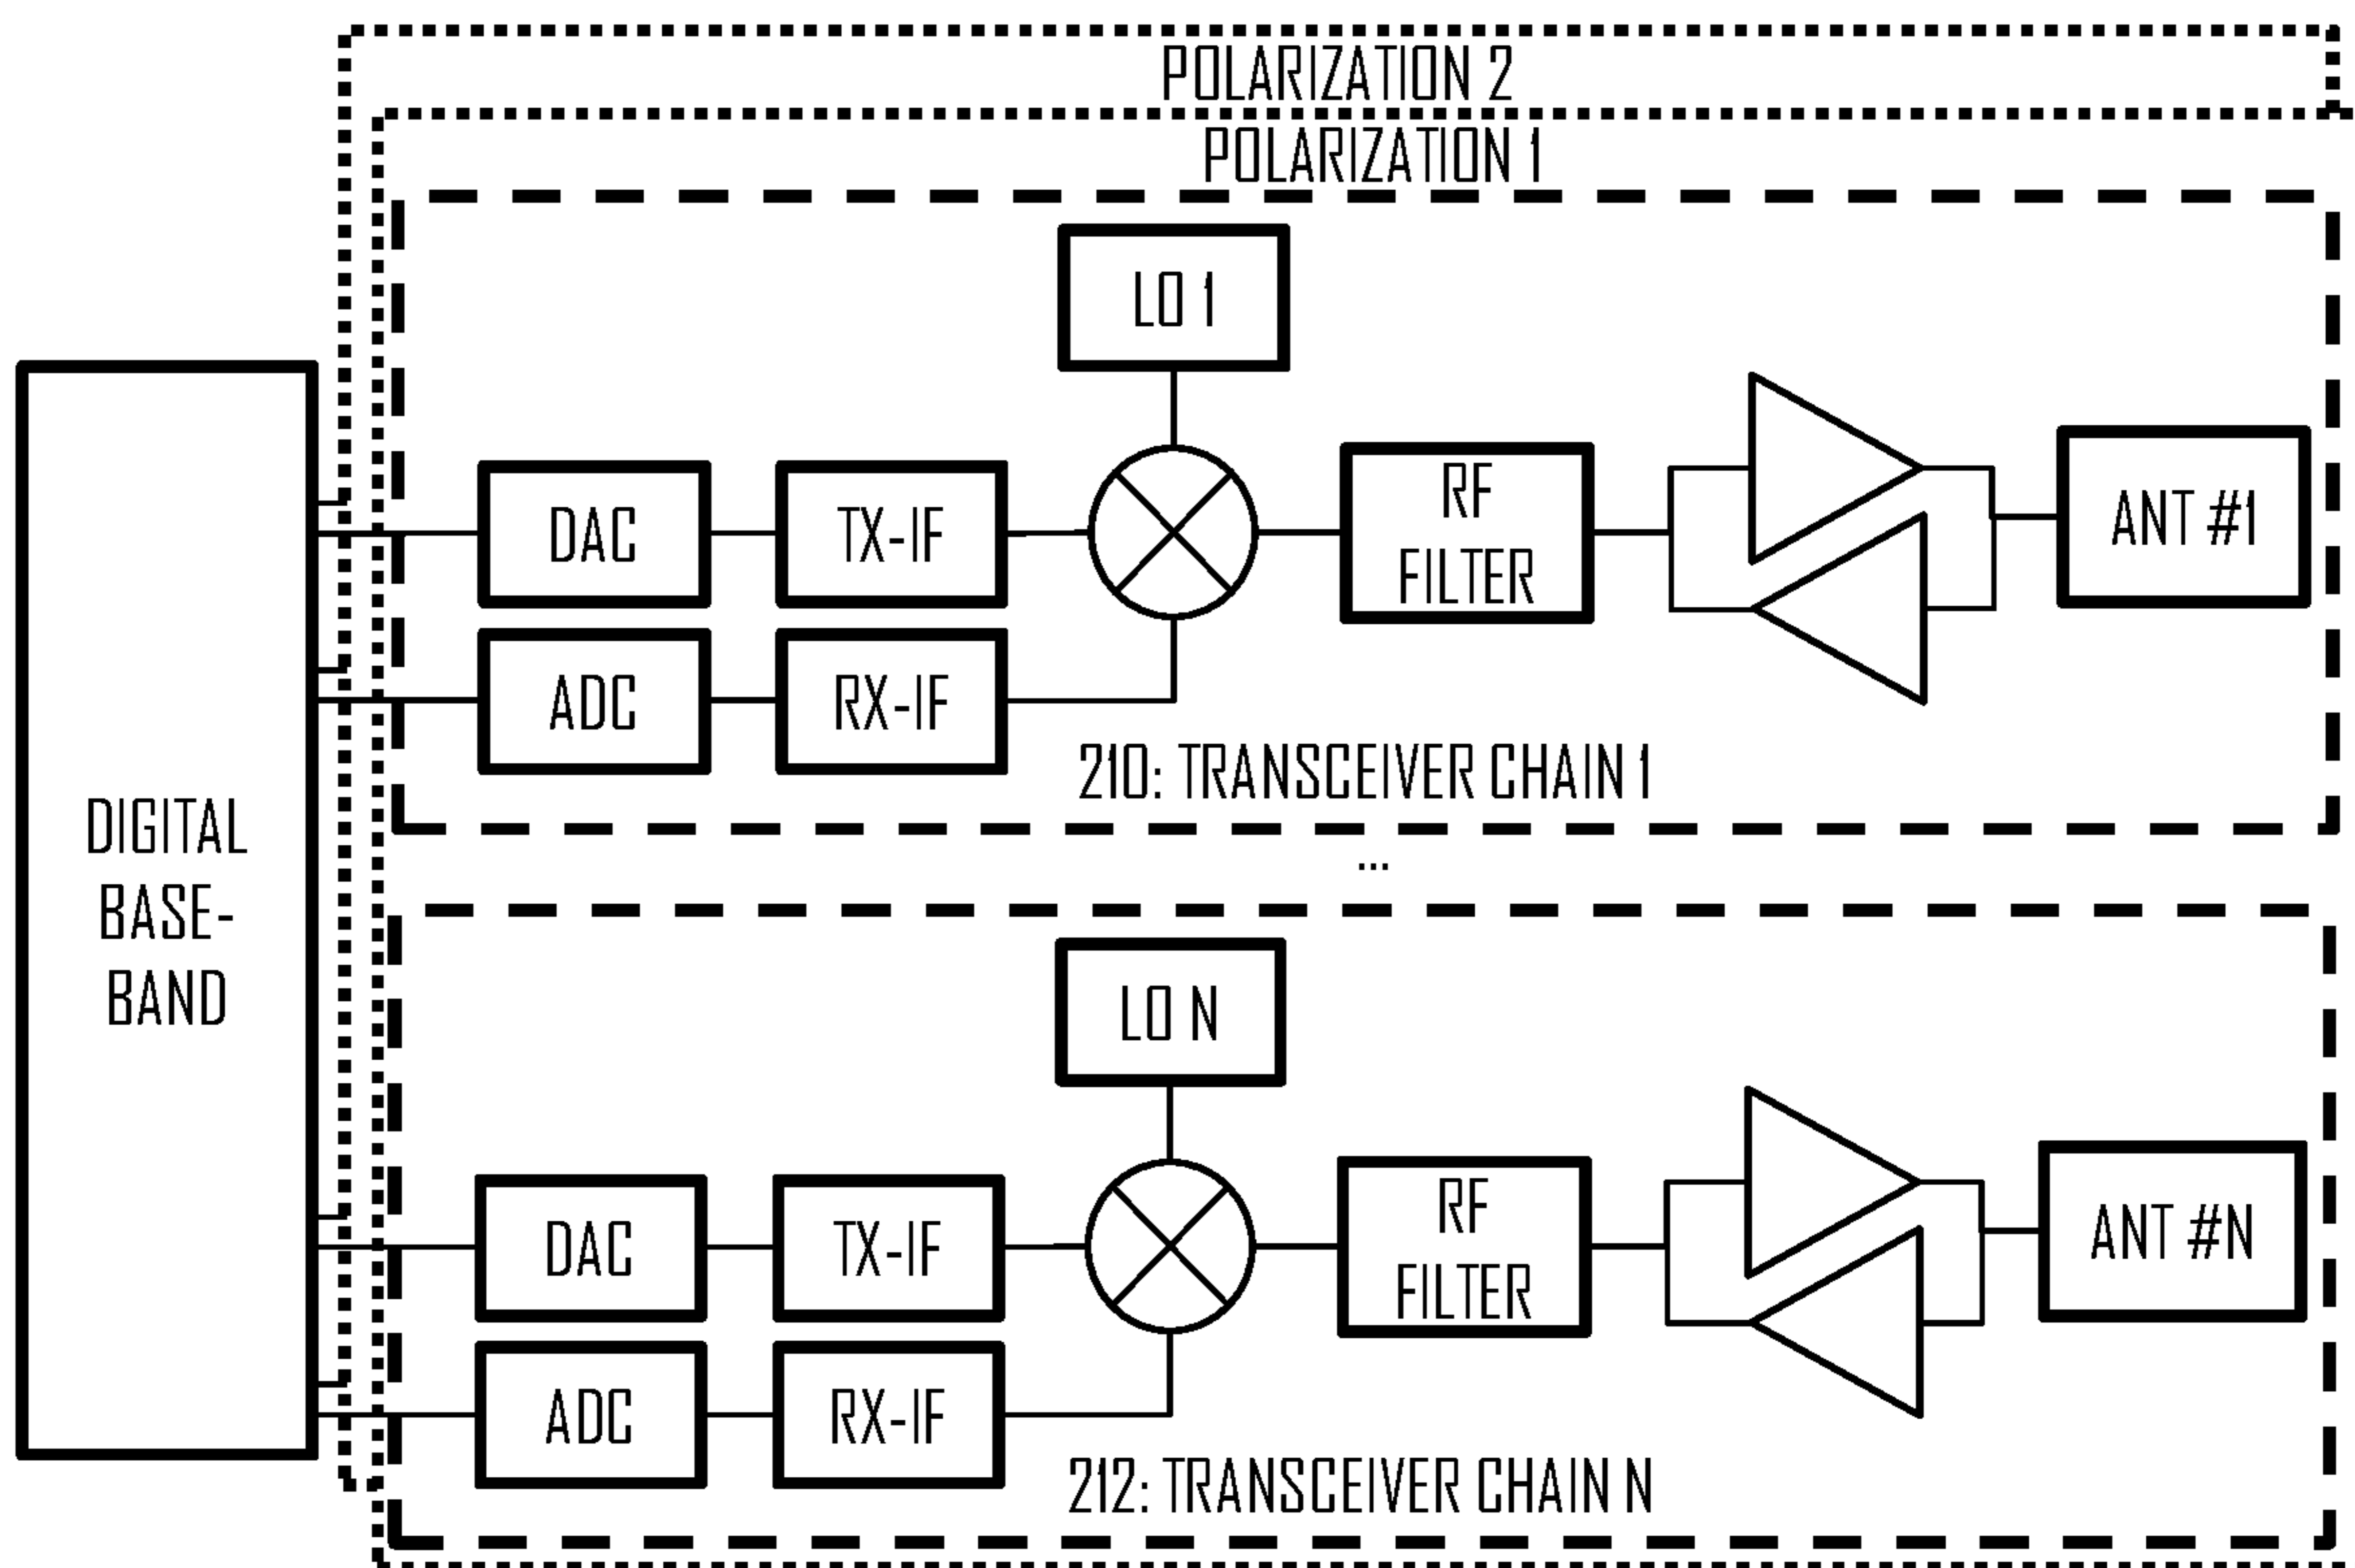 POLARIZATION 2
POLARIZATION 1
LO 1
DAC
TX-IF
RF
FILTER
ANT #1
ADC
RX-IF
210: TRANSCEIVER CHAIN 1
...
DIGITAL
BASE-
BAND
LO N
DAC
TX-IF
RF
FILTER
ANT #N
ADC
RX-IF
212: TRANSCEIVER CHAIN N